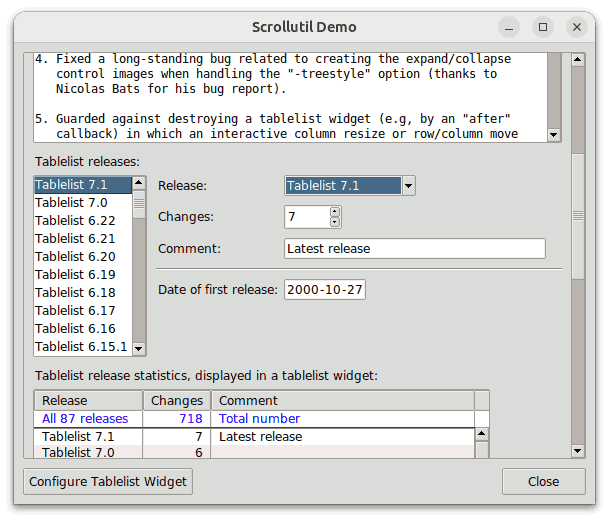 Scrollutil Demo
4. Fixed a long-standing bug related to creating the expand/collapse
control images when handling the "-treestyle" option (thanks to
Nicolas Bats for his bug report).
5. Guarded against destroying a tablelist widget (e.g, by an "after"
callback) in which an interactive column resize or row/column move
Tablelist releases:
Tablelist 7.1
Tablelist 7.0
Tablelist 6.22
Tablelist 6.21
Tablelist 6.20
Tablelist 6.19
Tablelist 6.18
Tablelist 6.17
Tablelist 6.16
Tablelist 6.15.1
Release: Tablelist 7.1
Changes: 7
Comment: Latest release
Date of first release: 2000-10-27
Tablelist release statistics, displayed in a tablelist widget:
Release Changes Comment
All 87 releases 718 Total number
Tablelist 7.1 7 Latest release
Tablelist 7.0 6
Configure Tablelist Widget Close